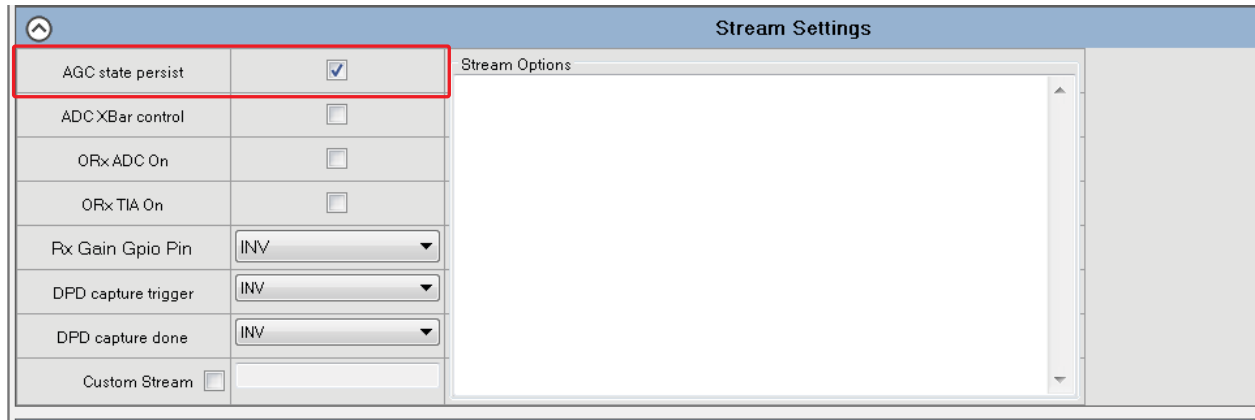 Stream Settings
AGC state persist
Stream Options
ADC XBar control
ORx ADC On
ORx TIA On
Rx Gain Gpio Pin
INV
DPD capture trigger
INV
DPD capture done
INV
Custom Stream